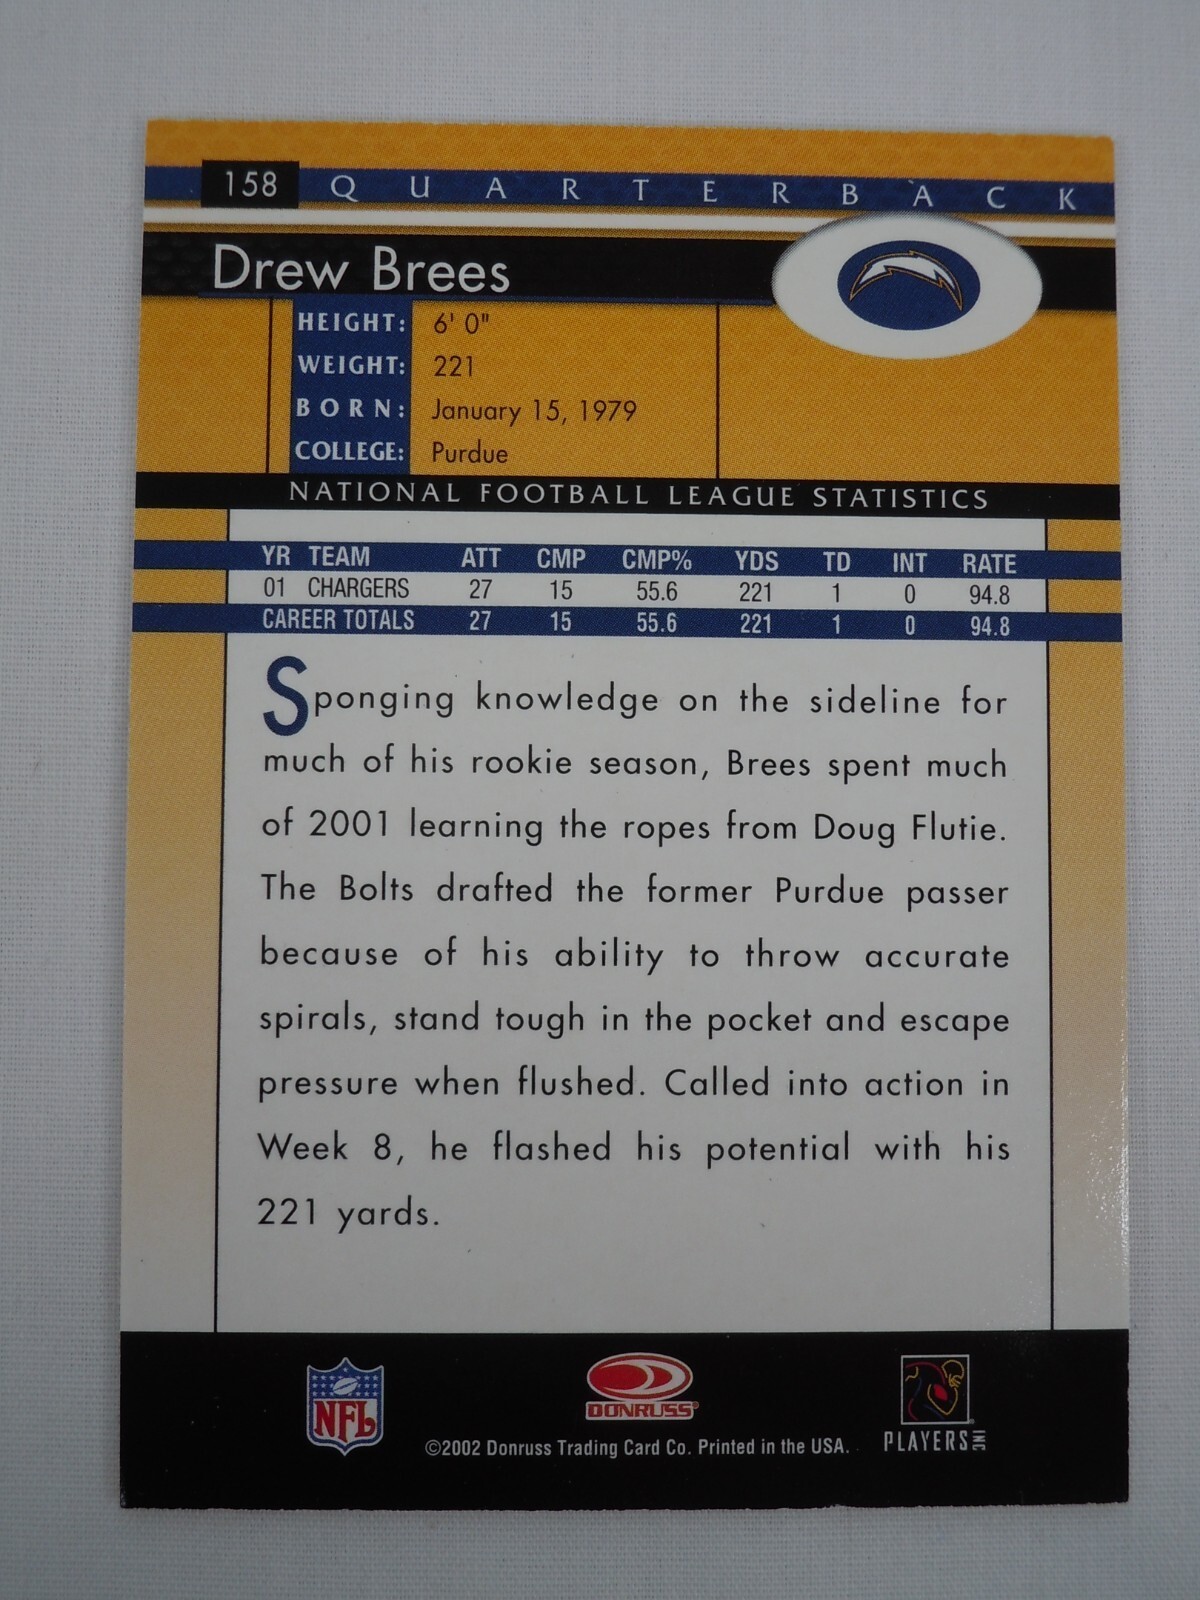 158 QUARTERBACK
Drew Brees
HEIGHT: 6' 0"
WEIGHT: 221
BORN: January 15, 1979
COLLEGE: Purdue
NATIONAL FOOTBALL LEAGUE STATISTICS
YR TEAM ATT CMP CMP% YDS TD INT RATE
01 CHARGERS 27 15 55.6 221 1 0 94.8
CAREER TOTALS 27 15 55.6 221 1 0 94.8
Sponging knowledge on the sideline for
much of his rookie season, Brees spent much
of 2001 learning the ropes from Doug Flutie.
The Bolts drafted the former Purdue passer
because of his ability to throw accurate
spirals, stand tough in the pocket and escape
pressure when flushed. Called into action in
Week 8, he flashed his potential with his
221 yards.
NFL
DONRUSS
©2002 Donruss Trading Card Co. Printed in the USA.
PLAYERS INC